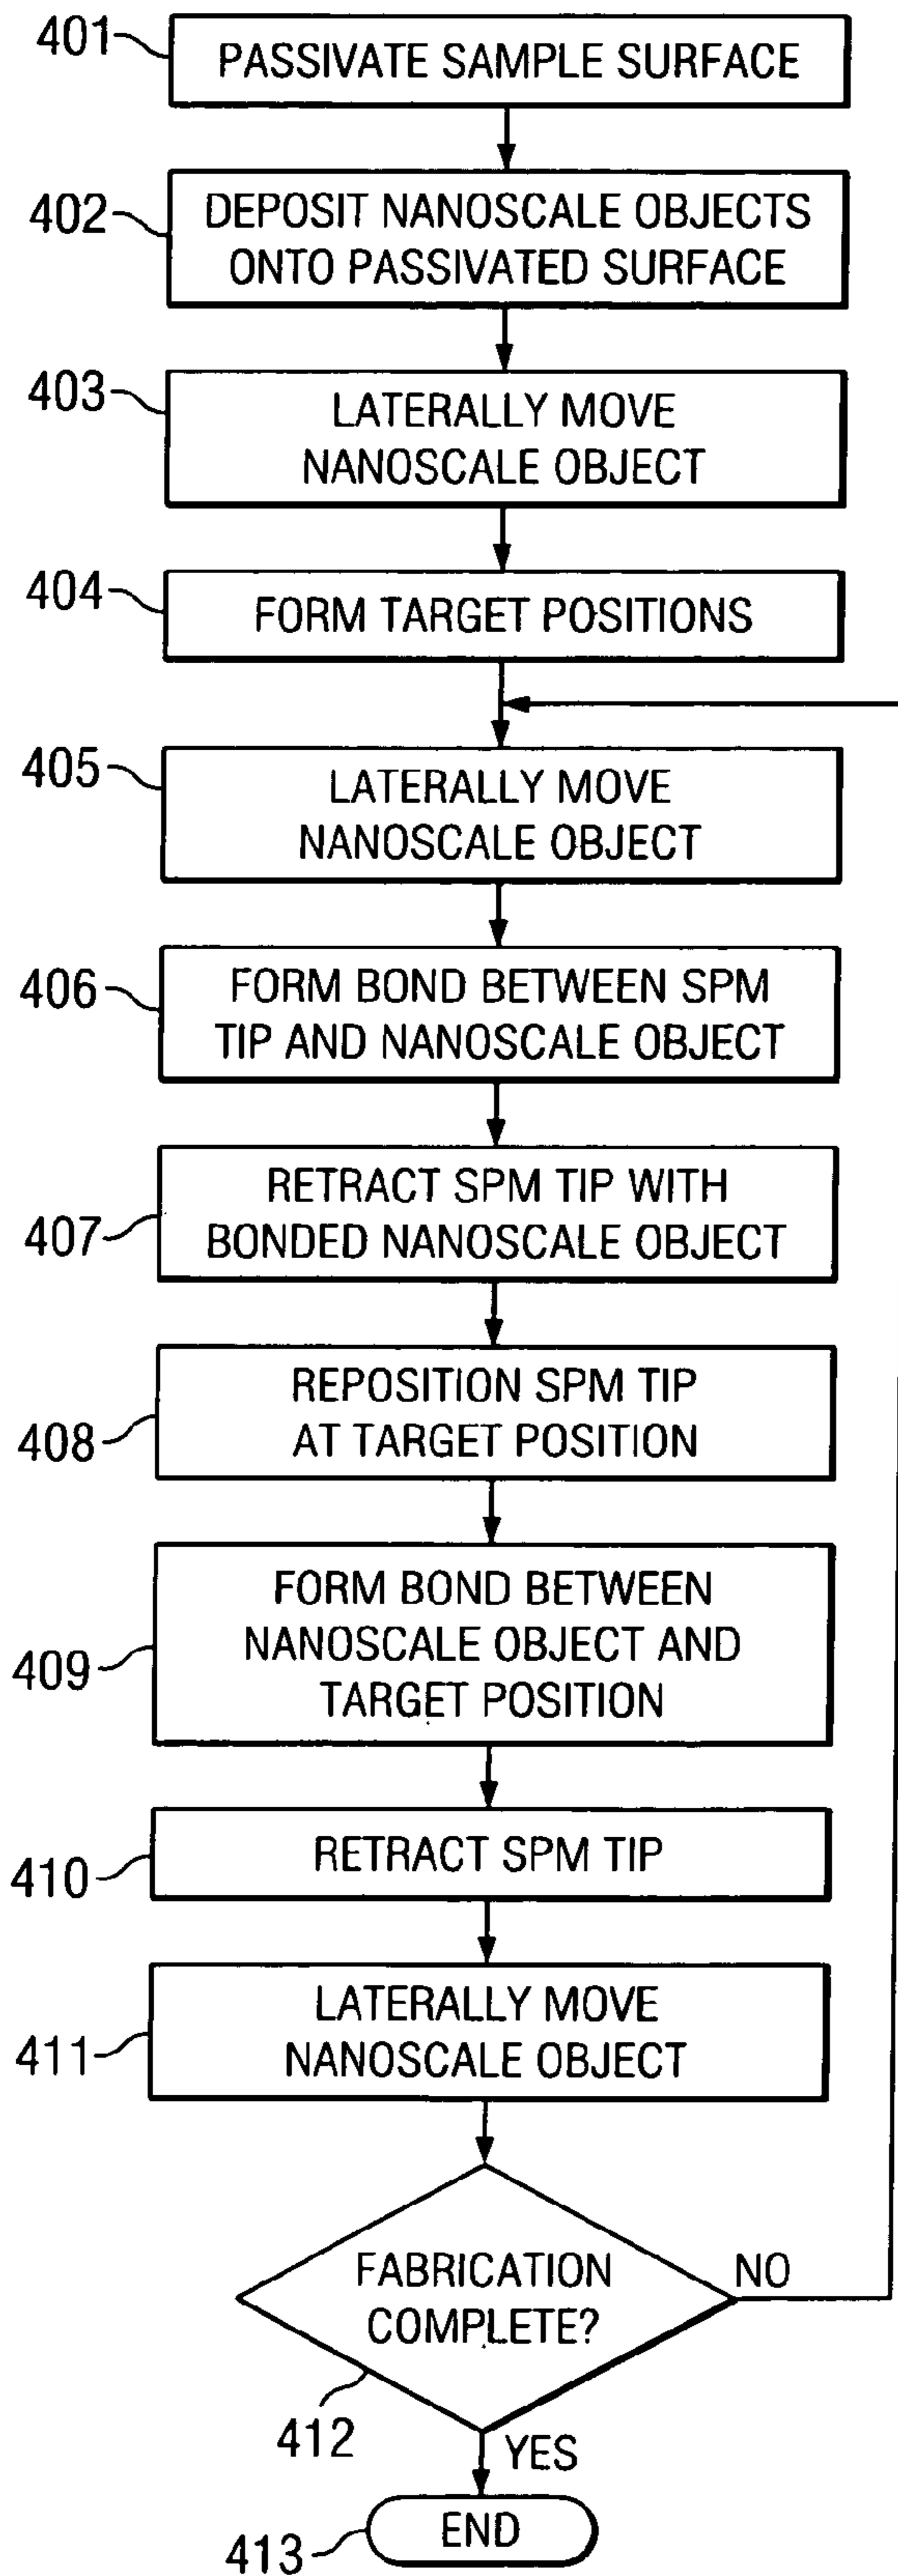 401
PASSIVATE SAMPLE SURFACE
402
DEPOSIT NANOSCALE OBJECTS
ONTO PASSIVATED SURFACE
403
LATERALLY MOVE
NANOSCALE OBJECT
404
FORM TARGET POSITIONS
405
LATERALLY MOVE
NANOSCALE OBJECT
406
FORM BOND BETWEEN SPM
TIP AND NANOSCALE OBJECT
407
RETRACT SPM TIP WITH
BONDED NANOSCALE OBJECT
408
REPOSITION SPM TIP
AT TARGET POSITION
409
FORM BOND BETWEEN
NANOSCALE OBJECT AND
TARGET POSITION
410
RETRACT SPM TIP
411
LATERALLY MOVE
NANOSCALE OBJECT
412
FABRICATION
COMPLETE?
NO
YES
413
END